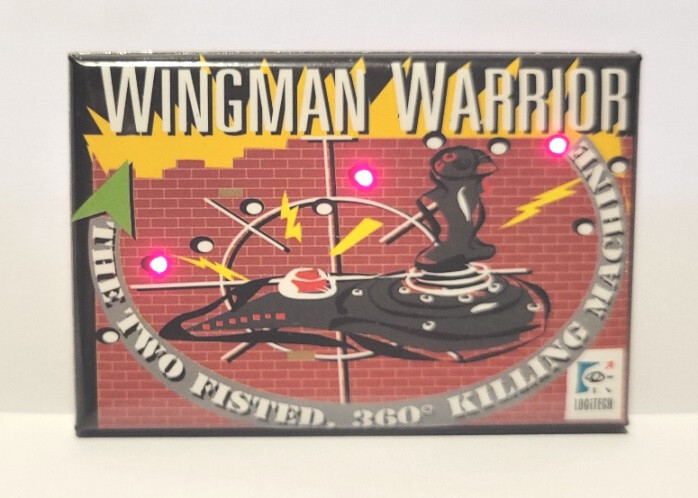 WINGMAN WARRIOR
THE TWO FISTED, 360° KILLING MACHINE
LOGITECH